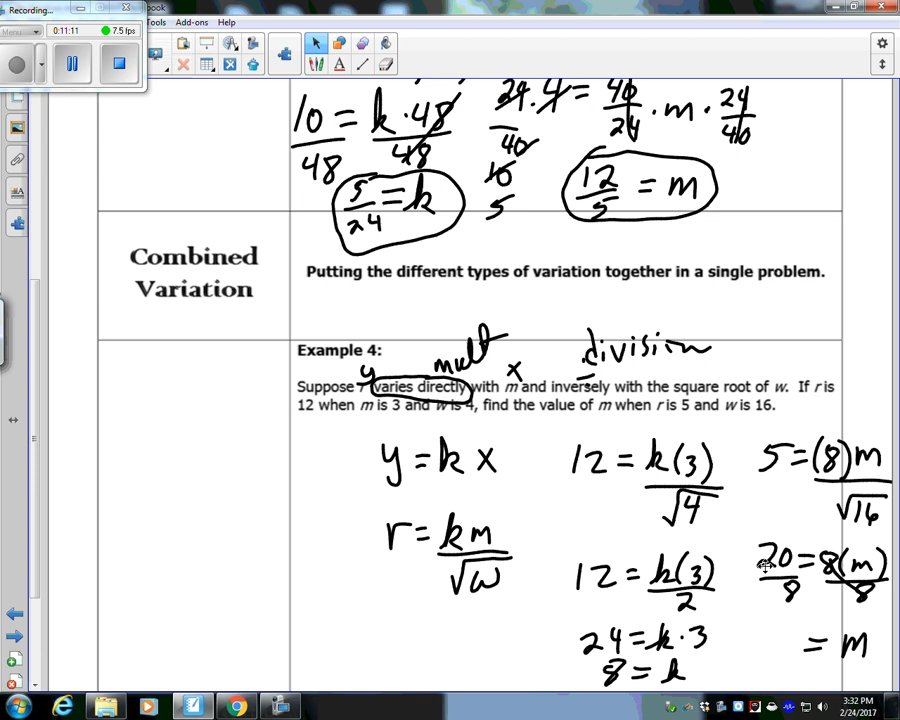 Recording...
ebook
Menu
0:11:11
7.5 fps
Tools Add-ons Help
10 = k · 48
48 48
24 · 4 = 40 · m · 24
40 24 40
10
5
5 = k
24
12 = m
5
Combined
Variation
Putting the different types of variation together in a single problem.
Example 4:
y mult x division
Suppose r varies directly with m and inversely with the square root of w. If r is
12 when m is 3 and w is 4, find the value of m when r is 5 and w is 16.
y = k x
r = k m
√w
12 = k(3)
√4
12 = k(3)
2
24 = k · 3
8 = k
5 = (8)m
√16
20 = 8(m)
8 8
= m
3:32 PM
2/24/2017